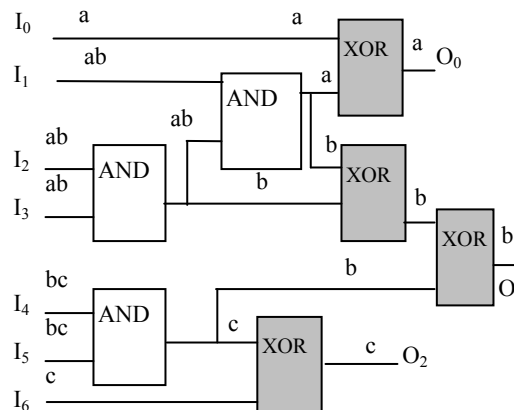 I0 a a
XOR
a
O0
I1 ab
a
AND
ab
I2 ab
AND
b
XOR
b
I3 ab
b
XOR
b
O
I4 bc
AND
b
I5 bc
c
XOR
c
O2
I6 c